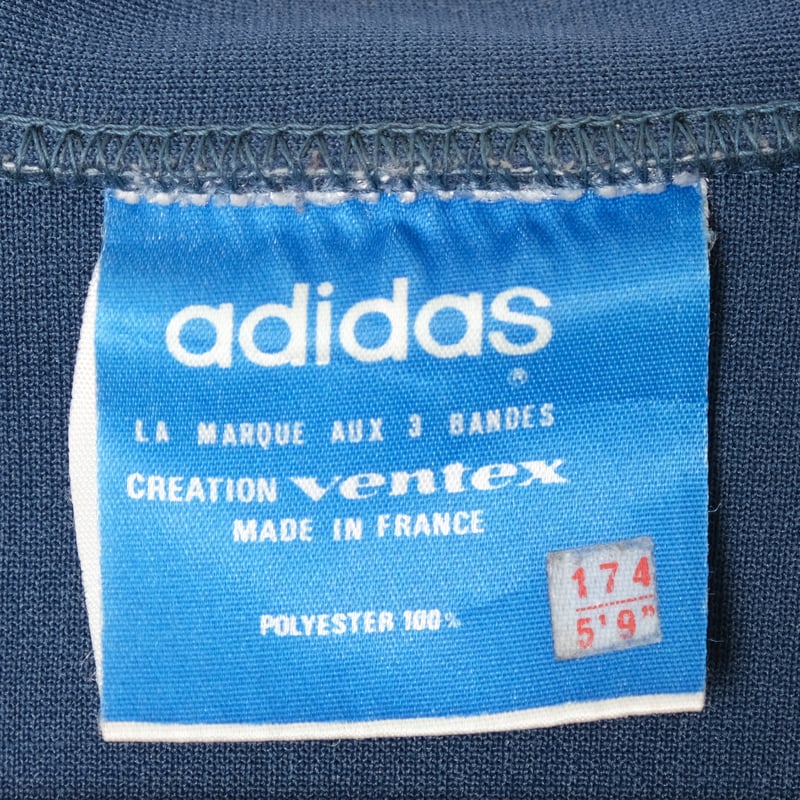 adidas
®
LA MARQUE AUX 3 BANDES
CREATION ventex
MADE IN FRANCE
POLYESTER 100%
174
5'9"